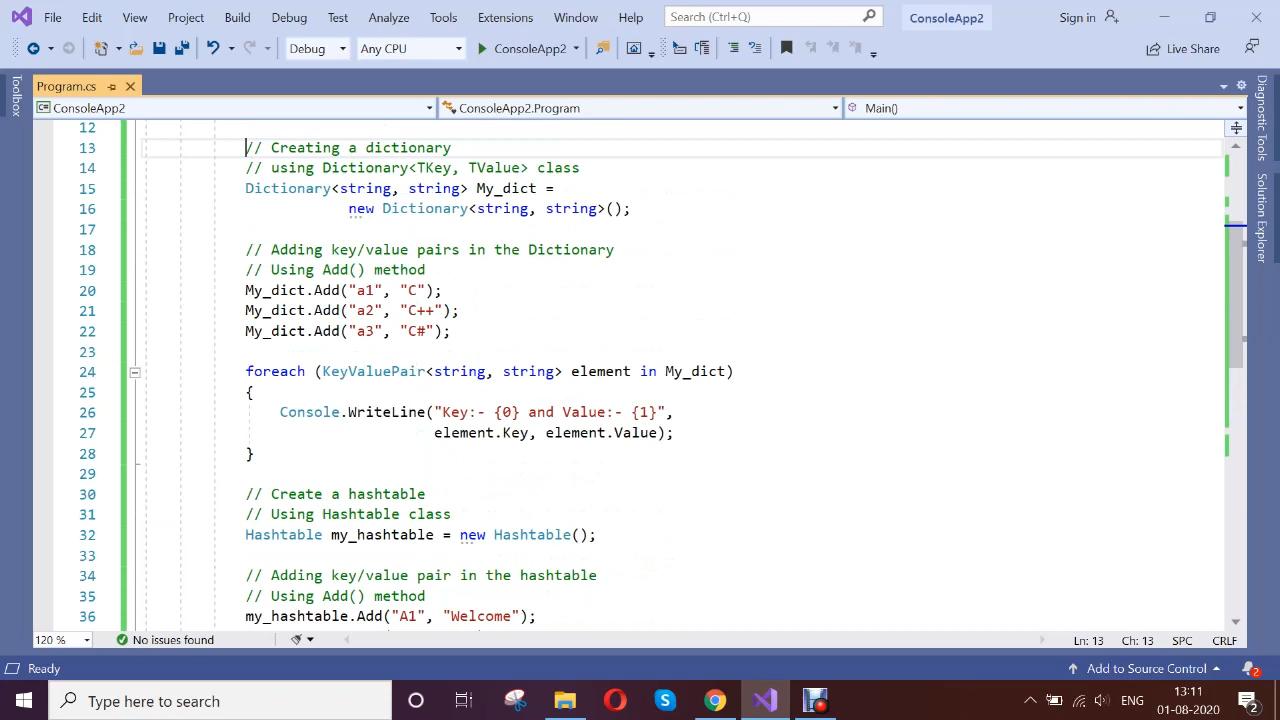 File Edit View Project Build Debug Test Analyze Tools Extensions Window Help Search (Ctrl+Q) ConsoleApp2 Sign in
Debug Any CPU ConsoleApp2 Live Share
Toolbox
Program.cs
C# ConsoleApp2 ConsoleApp2.Program Main()
12
13 // Creating a dictionary
14 // using Dictionary<TKey, TValue> class
15 Dictionary<string, string> My_dict =
16 new Dictionary<string, string>();
17
18 // Adding key/value pairs in the Dictionary
19 // Using Add() method
20 My_dict.Add("a1", "C");
21 My_dict.Add("a2", "C++");
22 My_dict.Add("a3", "C#");
23
24 foreach (KeyValuePair<string, string> element in My_dict)
25 {
26 Console.WriteLine("Key:- {0} and Value:- {1}",
27 element.Key, element.Value);
28 }
29
30 // Create a hashtable
31 // Using Hashtable class
32 Hashtable my_hashtable = new Hashtable();
33
34 // Adding key/value pair in the hashtable
35 // Using Add() method
36 my_hashtable.Add("A1", "Welcome");
Diagnostic Tools
Solution Explorer
120 % No issues found Ln: 13 Ch: 13 SPC CRLF
Ready Add to Source Control 2
Type here to search ENG 13:11
01-08-2020 2